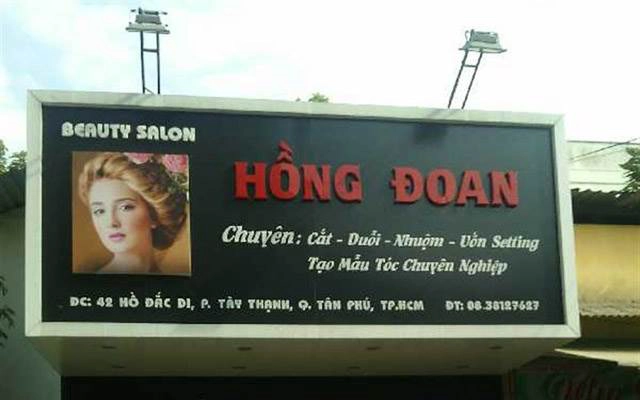 BEAUTY SALON
HỒNG ĐOAN
Chuyên: Cắt - Duỗi - Nhuộm - Uốn Setting
Tạo Mẫu Tóc Chuyên Nghiệp
ĐC: 42 HỒ ĐẮC DI, P. TÂY THẠNH, Q. TÂN PHÚ, TP.HCM ĐT: 08.38127627